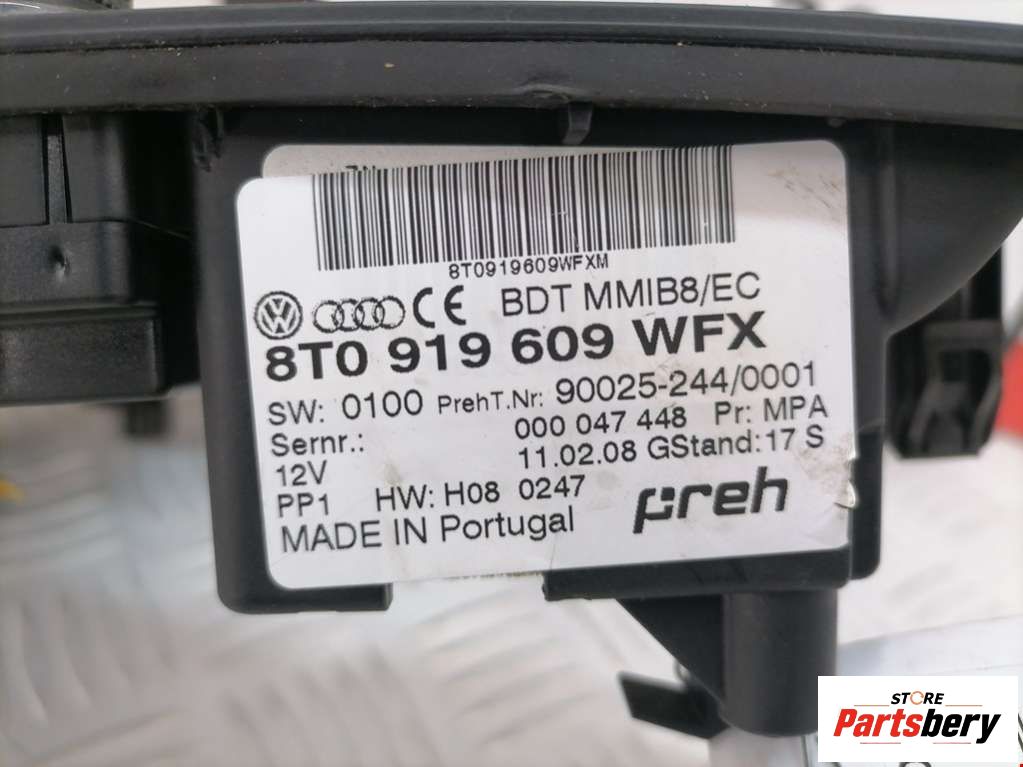 8T0919609WFXM
BDT MMIB8/EC
8T0 919 609 WFX
SW: 0100 PrehT.Nr: 90025-244/0001
Sernr.: 000 047 448 Pr: MPA
12V 11.02.08 GStand: 17 S
PP1 HW: H08 0247
MADE IN Portugal
preh
STORE
Partsbery